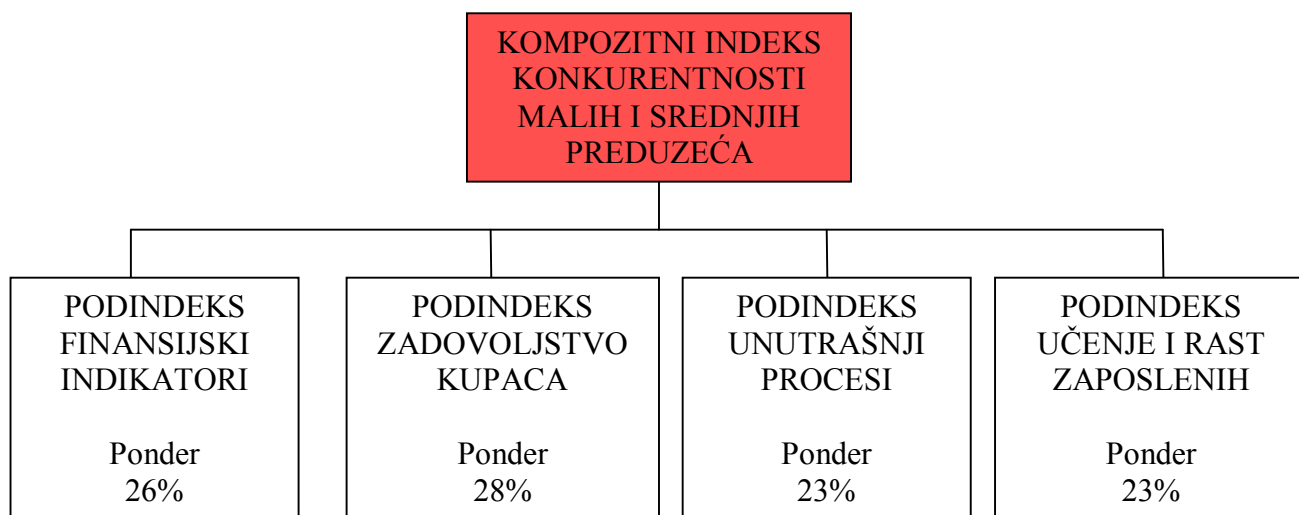 KOMPOZITNI INDEKS
KONKURENTNOSTI
MALIH I SREDNJIH
PREDUZEĆA
PODINDEKS
FINANSIJSKI
INDIKATORI
Ponder
26%
PODINDEKS
ZADOVOLJSTVO
KUPACA
Ponder
28%
PODINDEKS
UNUTRAŠNJI
PROCESI
Ponder
23%
PODINDEKS
UČENJE I RAST
ZAPOSLENIH
Ponder
23%